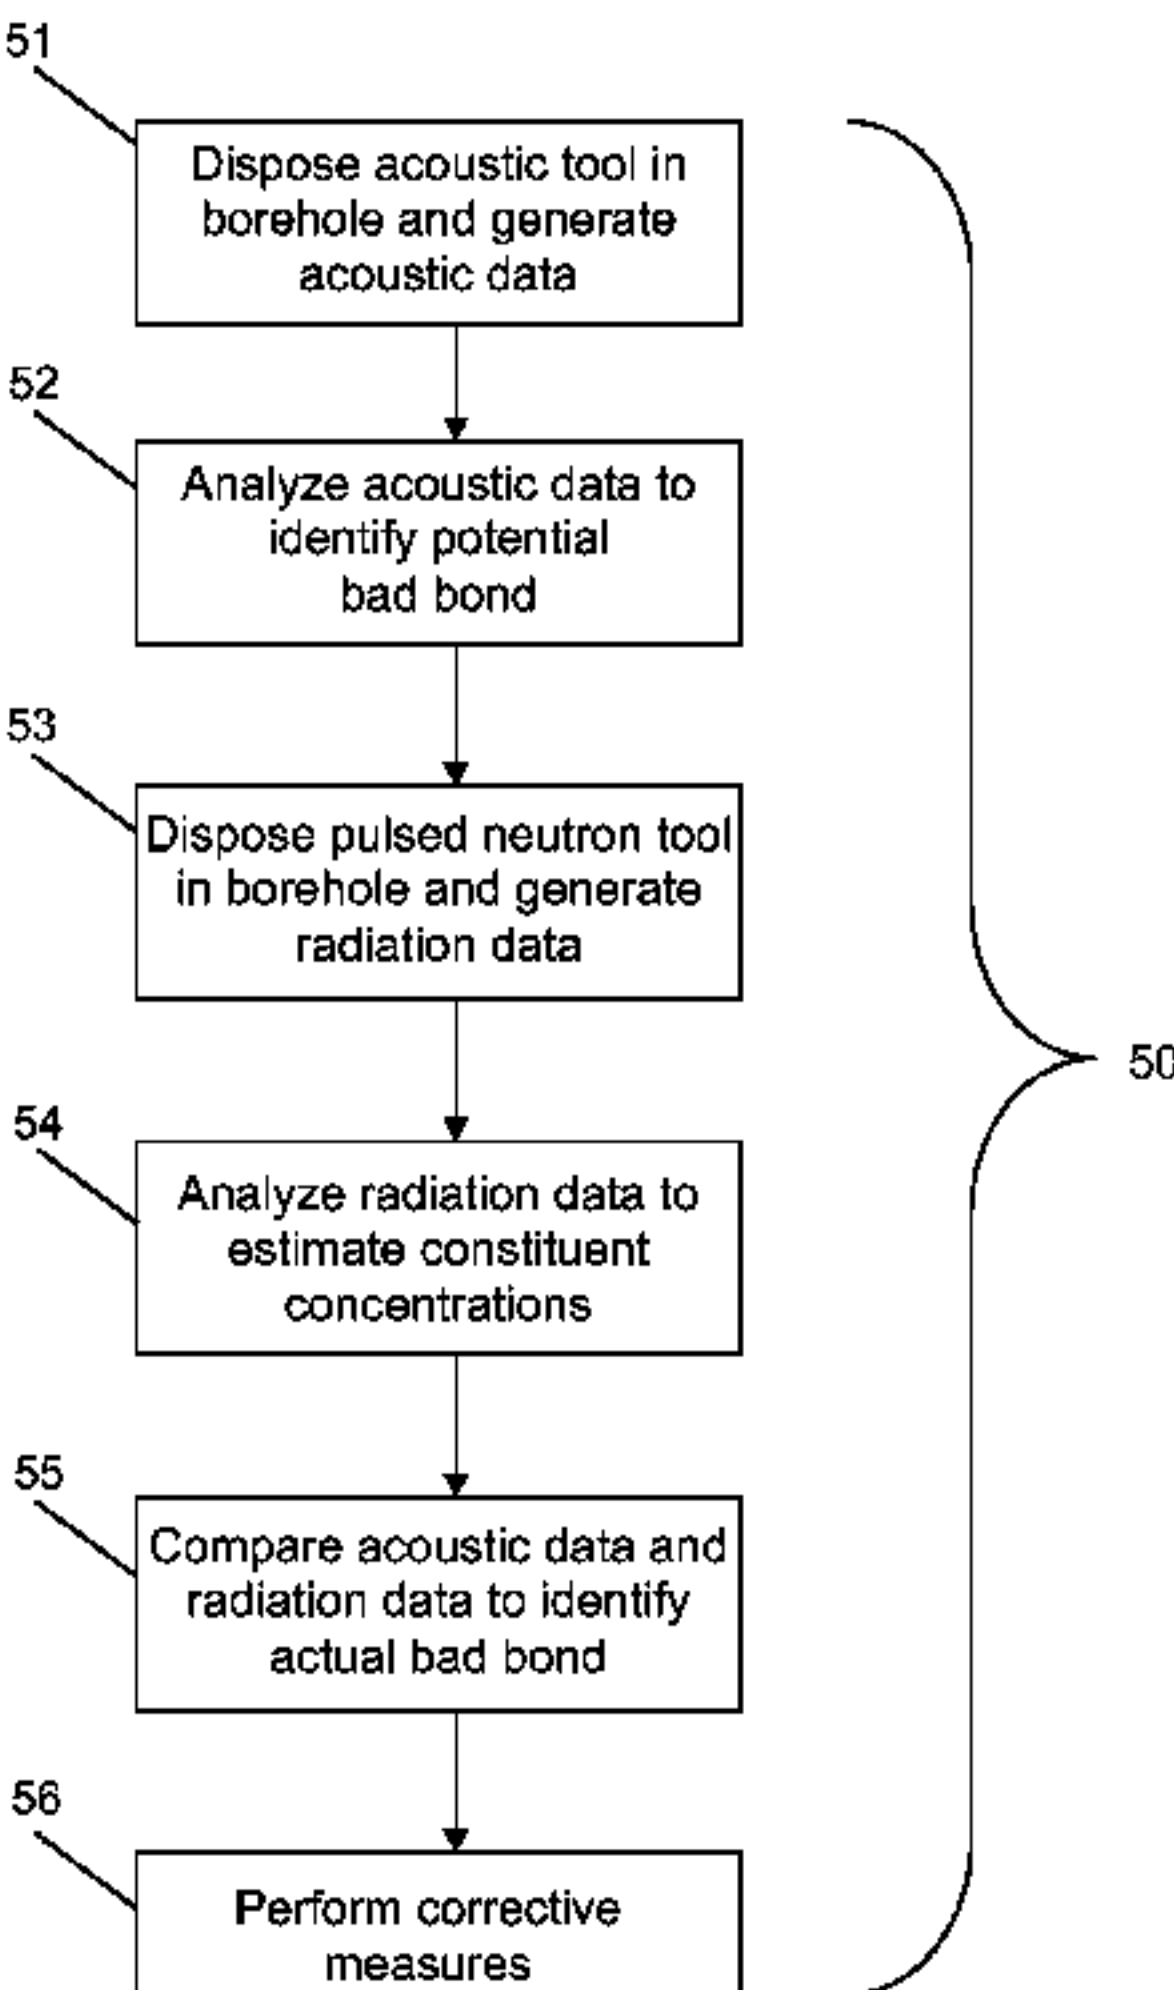 51
Dispose acoustic tool in
borehole and generate
acoustic data
52
Analyze acoustic data to
identify potential
bad bond
53
Dispose pulsed neutron tool
in borehole and generate
radiation data
50
54
Analyze radiation data to
estimate constituent
concentrations
55
Compare acoustic data and
radiation data to identify
actual bad bond
56
Perform corrective
measures